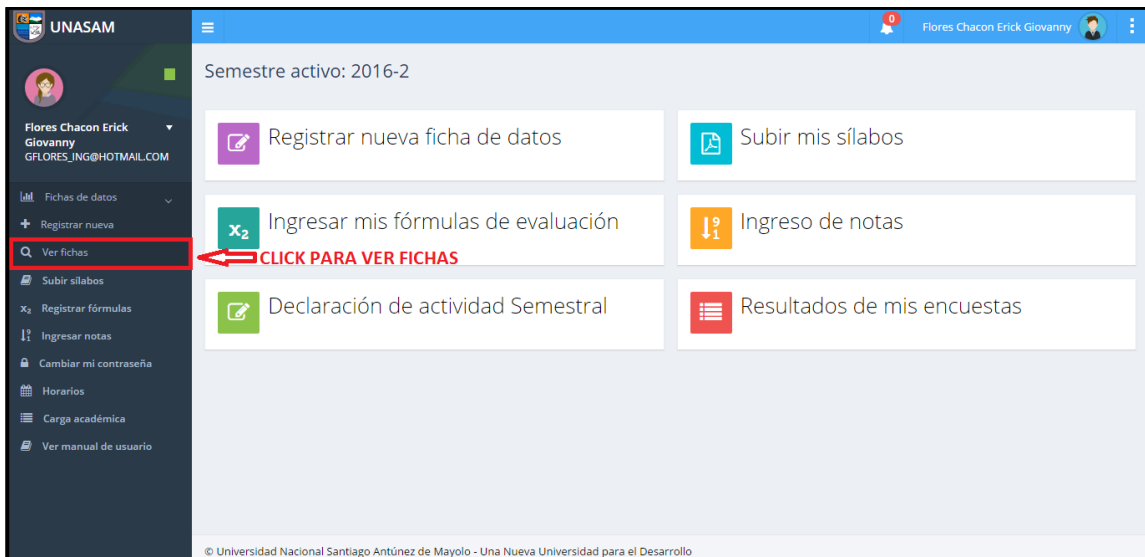 UNASAM
0
Flores Chacon Erick Giovanny
Flores Chacon Erick
Giovanny
GFLORES_ING@HOTMAIL.COM
Fichas de datos
Registrar nueva
Ver fichas
Subir sílabos
x₂ Registrar fórmulas
Ingresar notas
Cambiar mi contraseña
Horarios
Carga académica
Ver manual de usuario
Semestre activo: 2016-2
Registrar nueva ficha de datos
Subir mis sílabos
x₂ Ingresar mis fórmulas de evaluación
Ingreso de notas
CLICK PARA VER FICHAS
Declaración de actividad Semestral
Resultados de mis encuestas
© Universidad Nacional Santiago Antúnez de Mayolo - Una Nueva Universidad para el Desarrollo